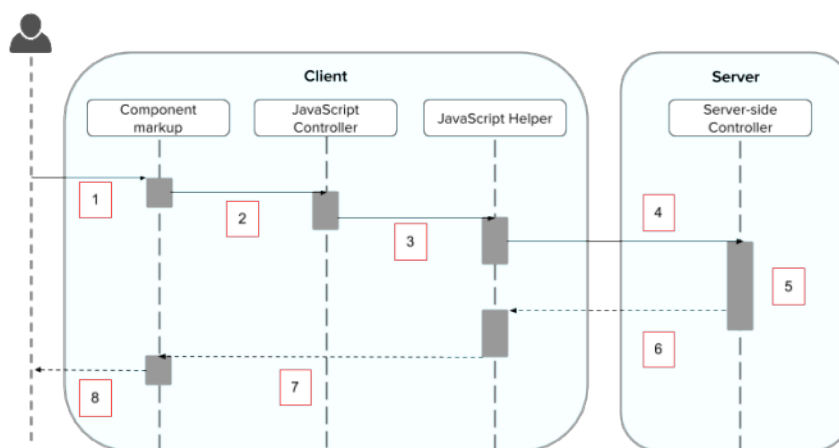 Client
Server
Component
markup
JavaScript
Controller
JavaScript Helper
Server-side
Controller
1
2
3
4
5
6
7
8